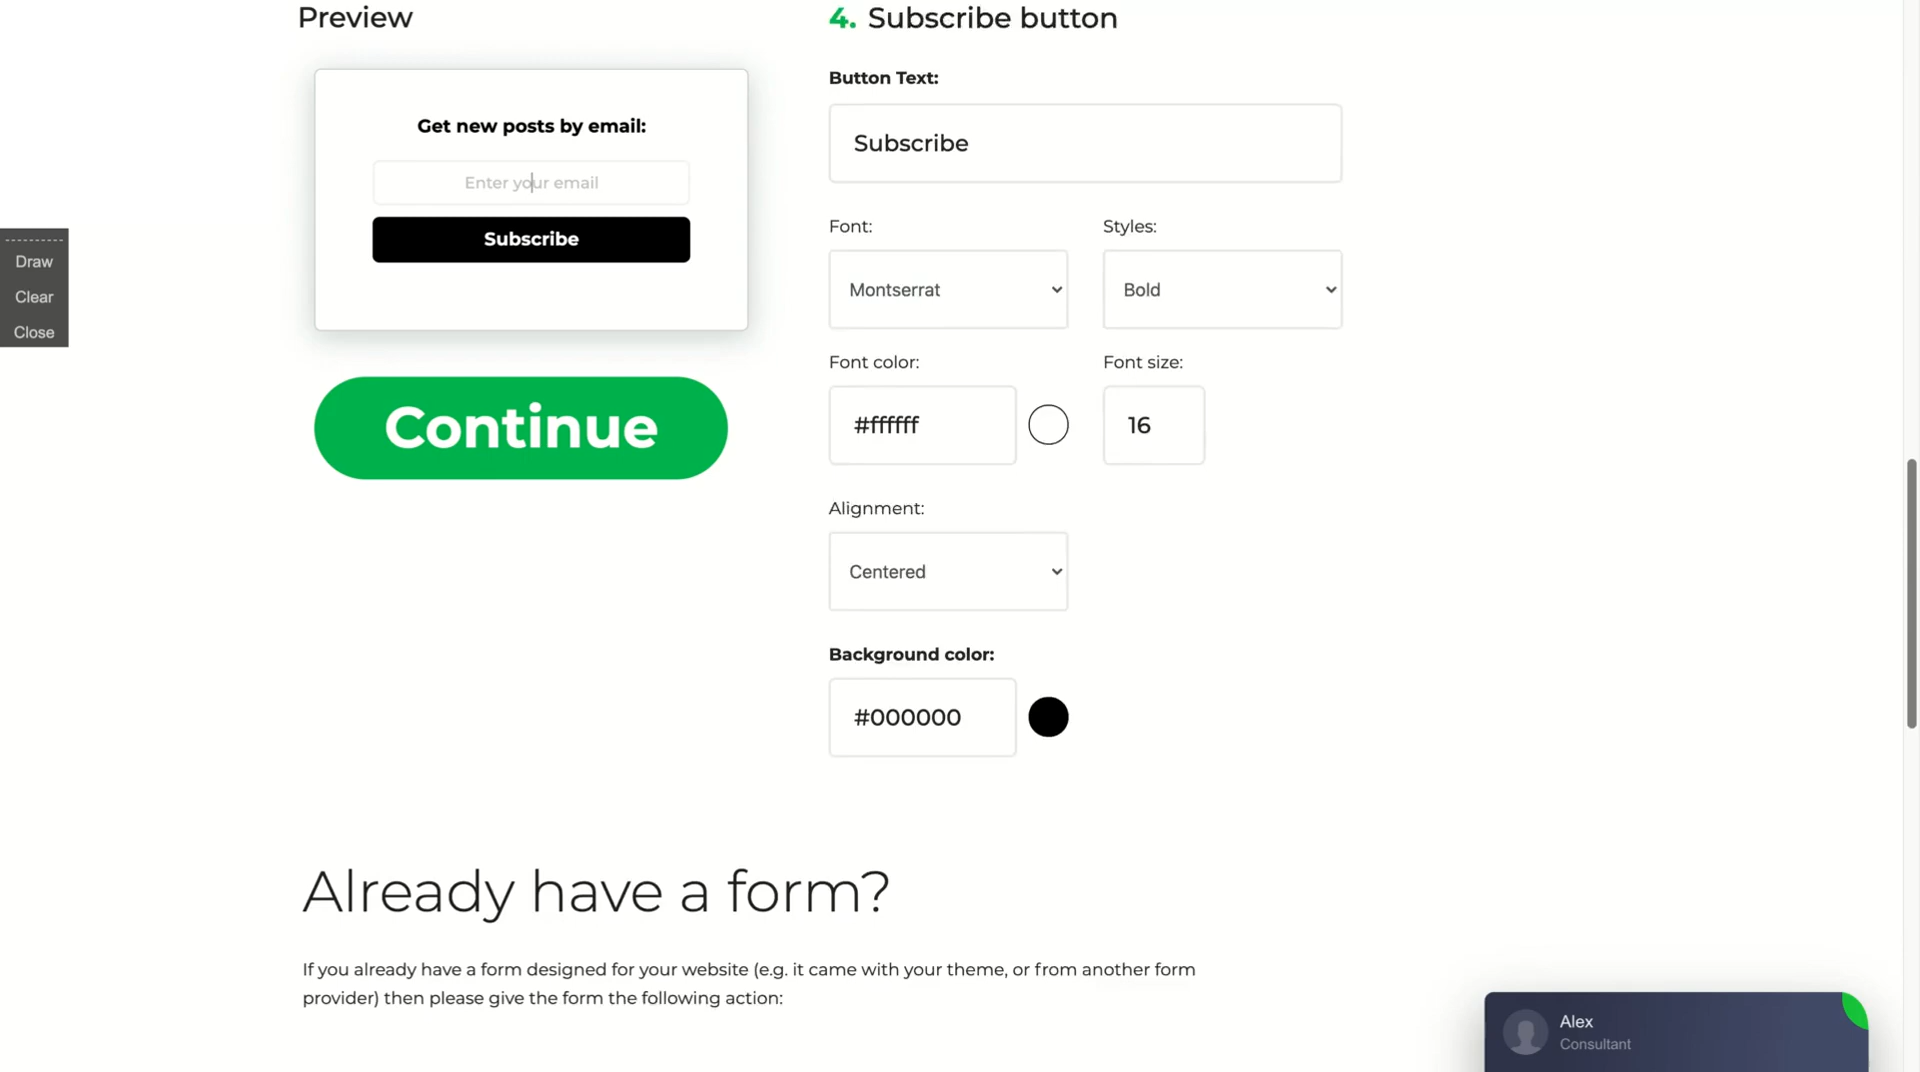 Preview
Get new posts by email:
Enter your email
Subscribe
Continue
Draw
Clear
Close
4. Subscribe button
Button Text:
Subscribe
Font:
Styles:
Montserrat
Bold
Font color:
Font size:
#ffffff
16
Alignment:
Centered
Background color:
#000000
Already have a form?
If you already have a form designed for your website (e.g. it came with your theme, or from another form
provider) then please give the form the following action:
Alex
Consultant